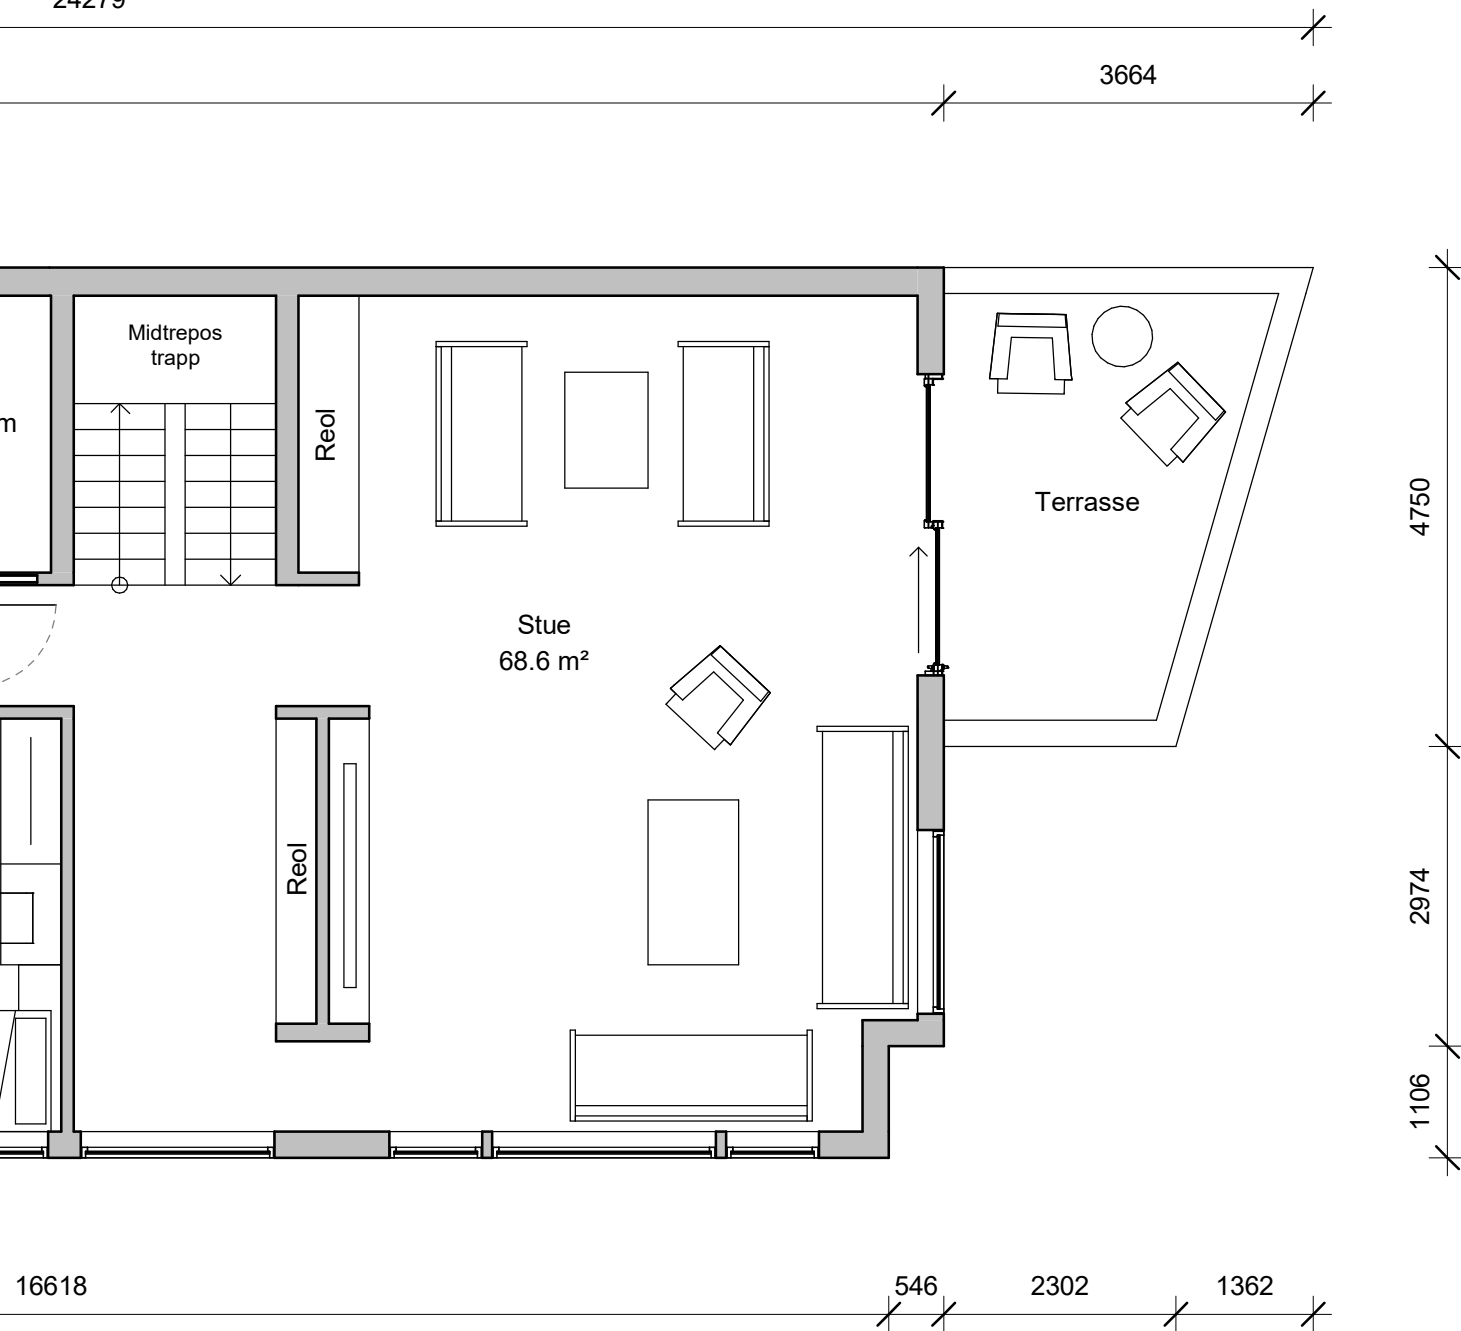 24279
3664
Midtrepos
trapp
m
Reol
Terrasse
4750
Stue
68.6 m²
Reol
2974
1106
16618
546
2302
1362